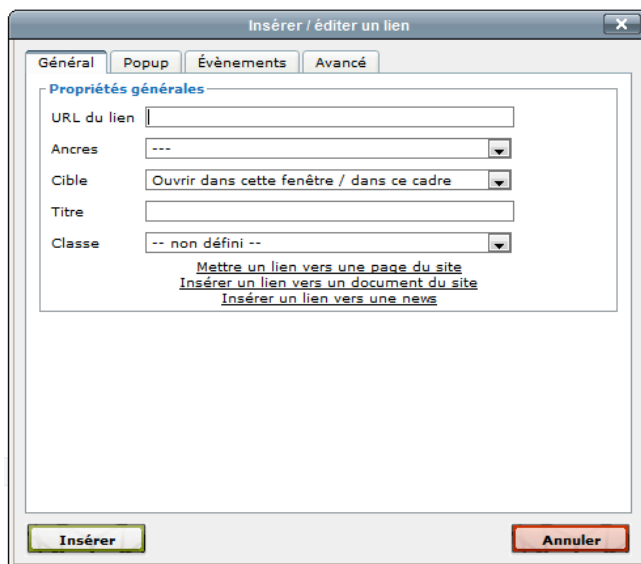 Insérer / éditer un lien
Général Popup Évènements Avancé
Propriétés générales
URL du lien
Ancres ---
Cible Ouvrir dans cette fenêtre / dans ce cadre
Titre
Classe -- non défini --
Mettre un lien vers une page du site
Insérer un lien vers un document du site
Insérer un lien vers une news
Insérer Annuler